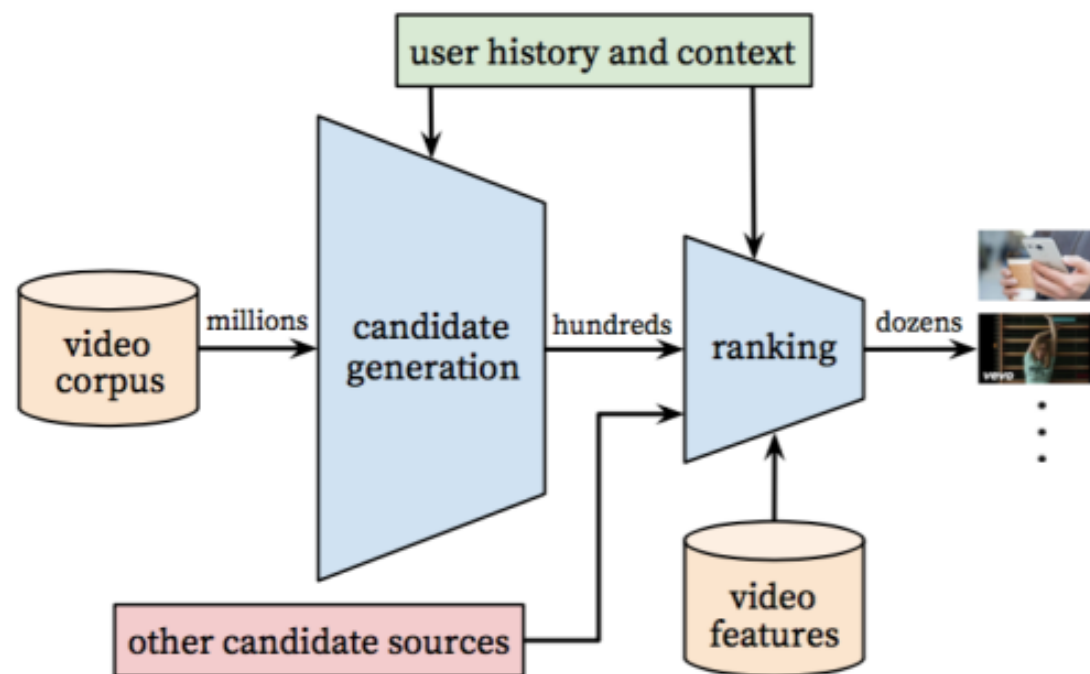 user history and context
video
corpus
millions
candidate
generation
hundreds
ranking
dozens
vevo
other candidate sources
video
features